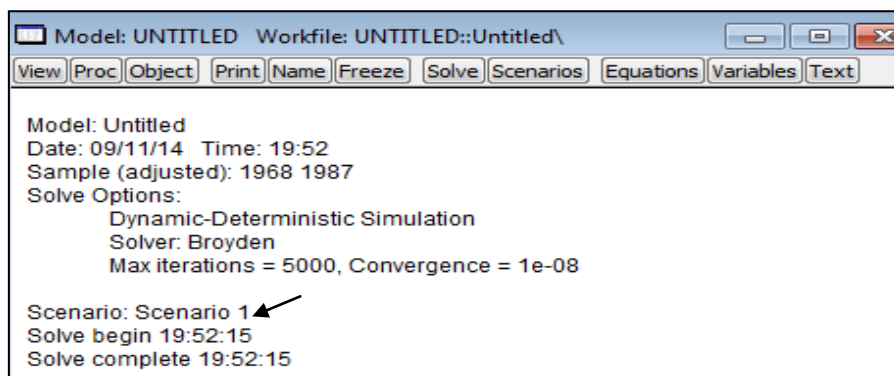 Model: UNTITLED Workfile: UNTITLED::Untitled\
View Proc Object Print Name Freeze Solve Scenarios Equations Variables Text
Model: Untitled
Date: 09/11/14 Time: 19:52
Sample (adjusted): 1968 1987
Solve Options:
Dynamic-Deterministic Simulation
Solver: Broyden
Max iterations = 5000, Convergence = 1e-08
Scenario: Scenario 1
Solve begin 19:52:15
Solve complete 19:52:15